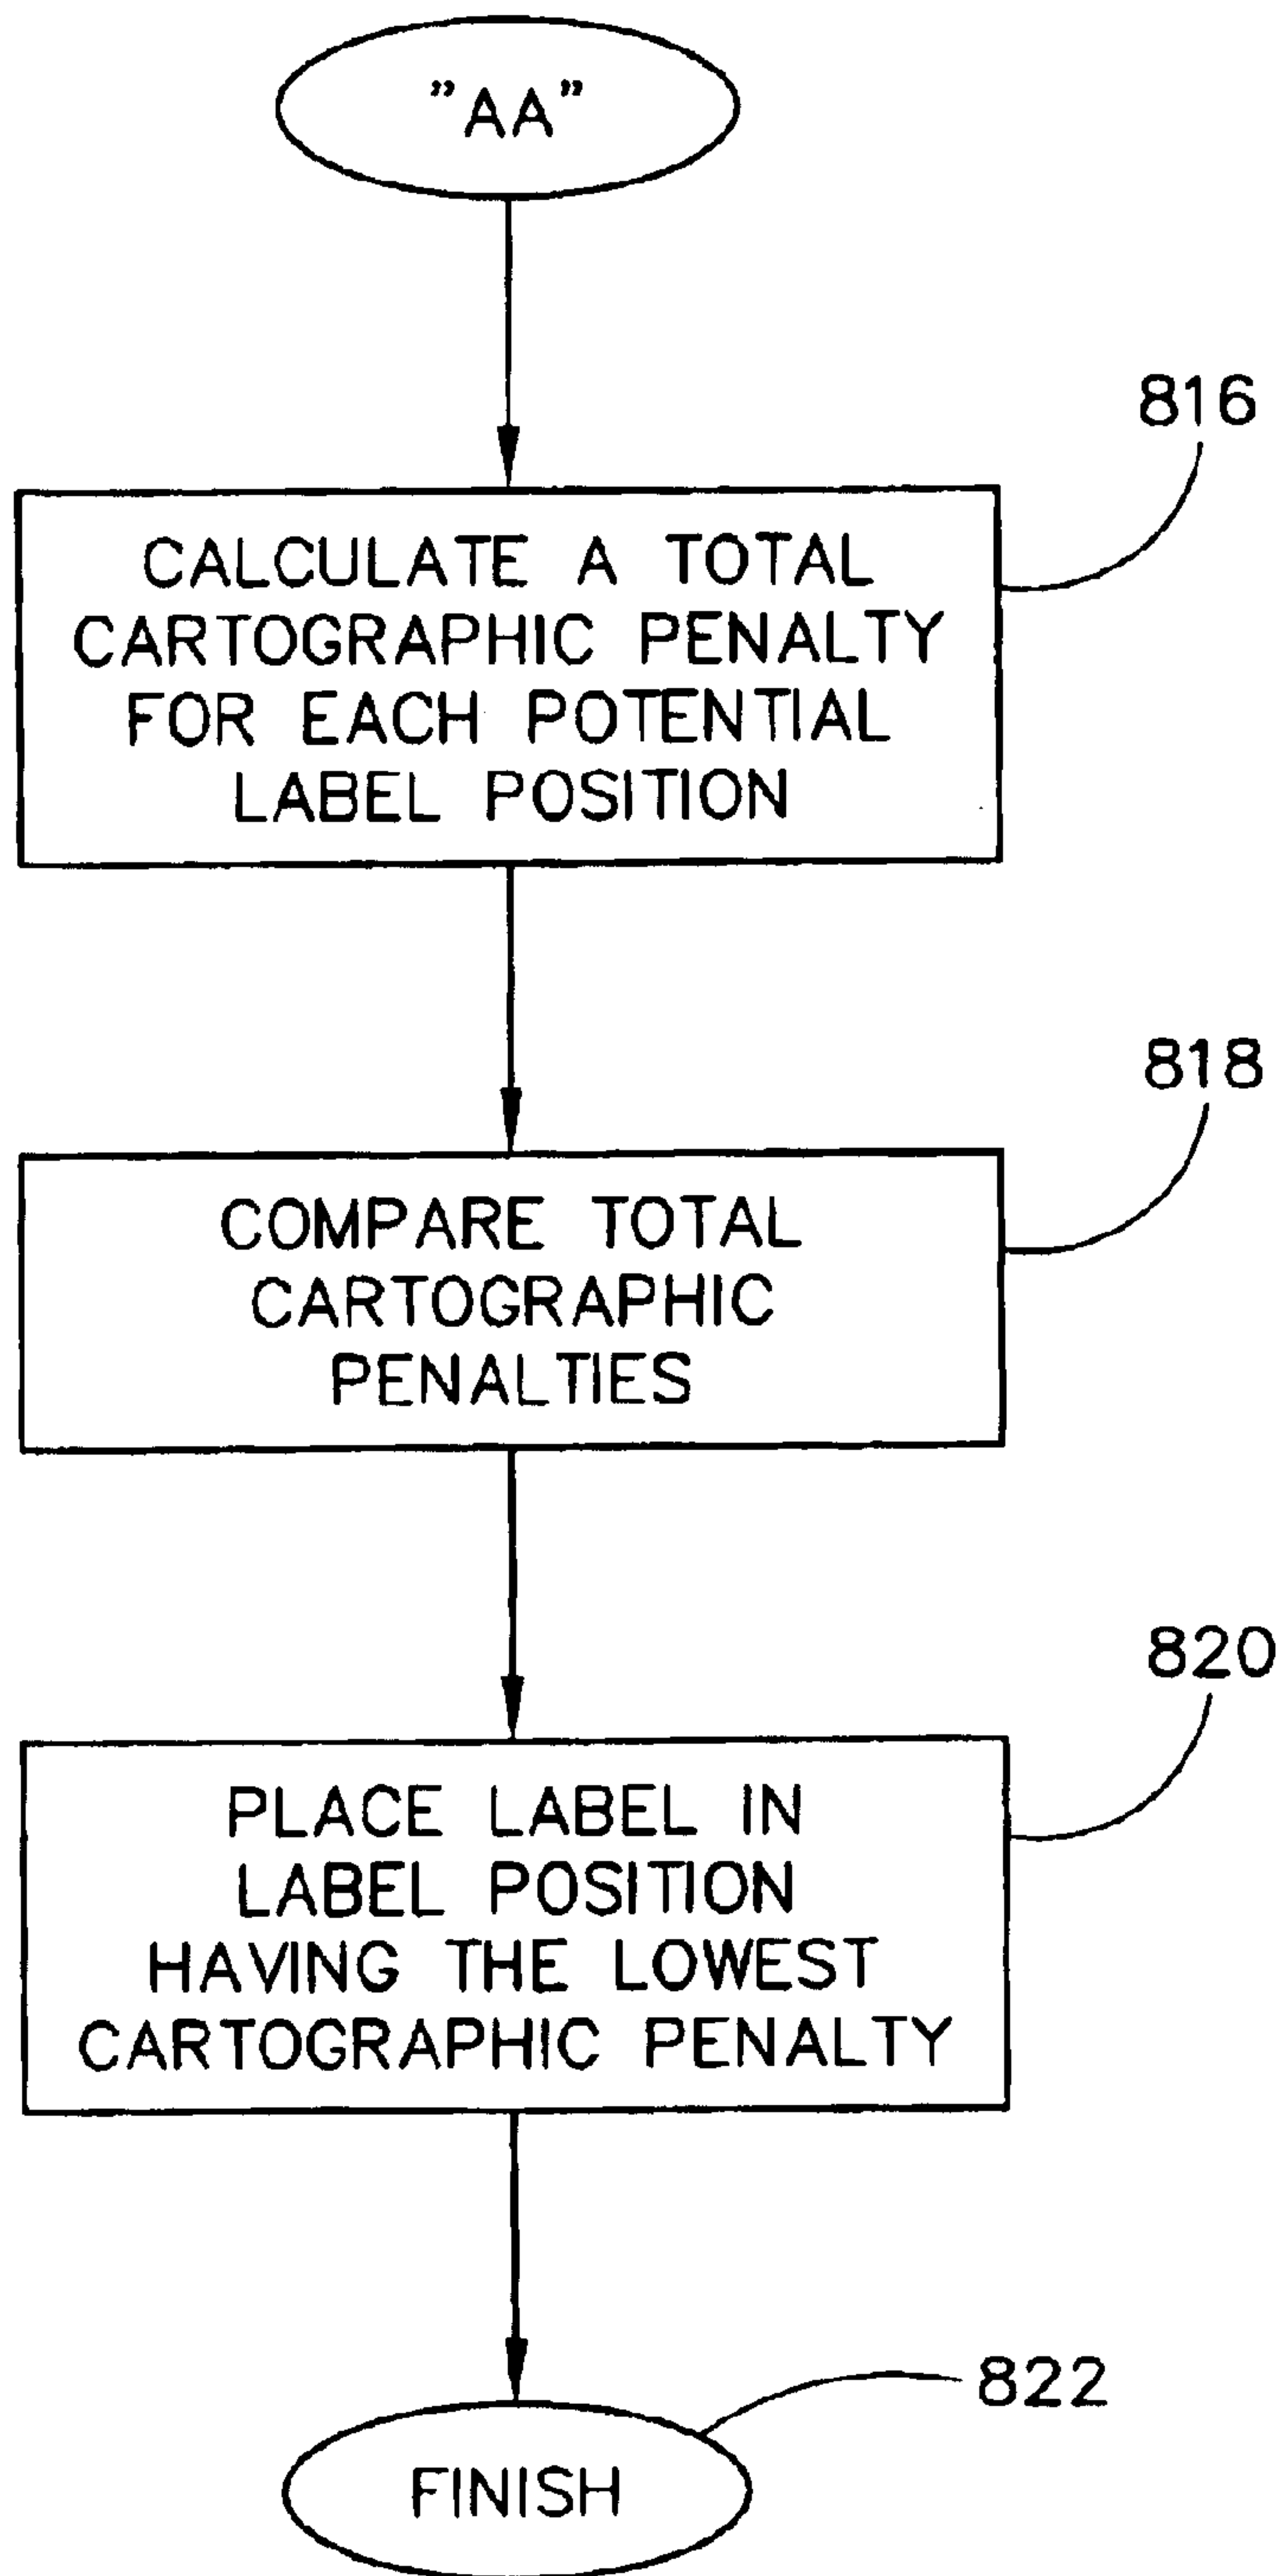 "AA"
816
CALCULATE A TOTAL
CARTOGRAPHIC PENALTY
FOR EACH POTENTIAL
LABEL POSITION
818
COMPARE TOTAL
CARTOGRAPHIC
PENALTIES
820
PLACE LABEL IN
LABEL POSITION
HAVING THE LOWEST
CARTOGRAPHIC PENALTY
822
FINISH